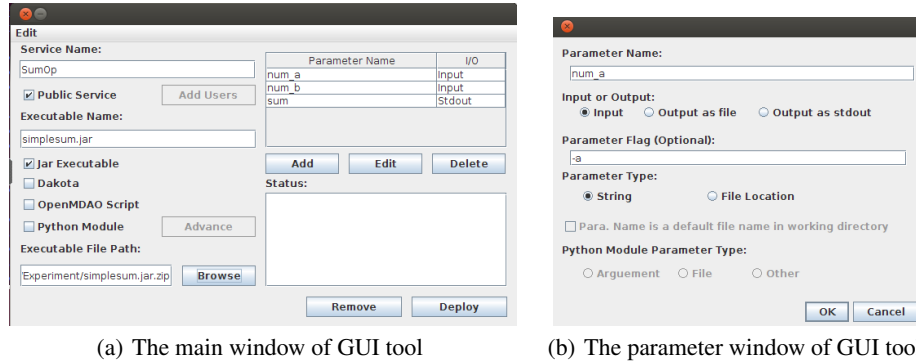 Edit
Service Name:
SumOp
Public Service
Add Users
Executable Name:
simplesum.jar
Jar Executable
Dakota
OpenMDAO Script
Python Module
Advance
Executable File Path:
'Experiment/simplesum.jar.zip
Browse
Parameter Name I/O
num_a Input
num_b Input
sum Stdout
Add Edit Delete
Status:
Remove Deploy
(a) The main window of GUI tool
Parameter Name:
num_a
Input or Output:
Input Output as file Output as stdout
Parameter Flag (Optional):
-a
Parameter Type:
String File Location
Para. Name is a default file name in working directory
Python Module Parameter Type:
Arguement File Other
OK Cancel
(b) The parameter window of GUI too